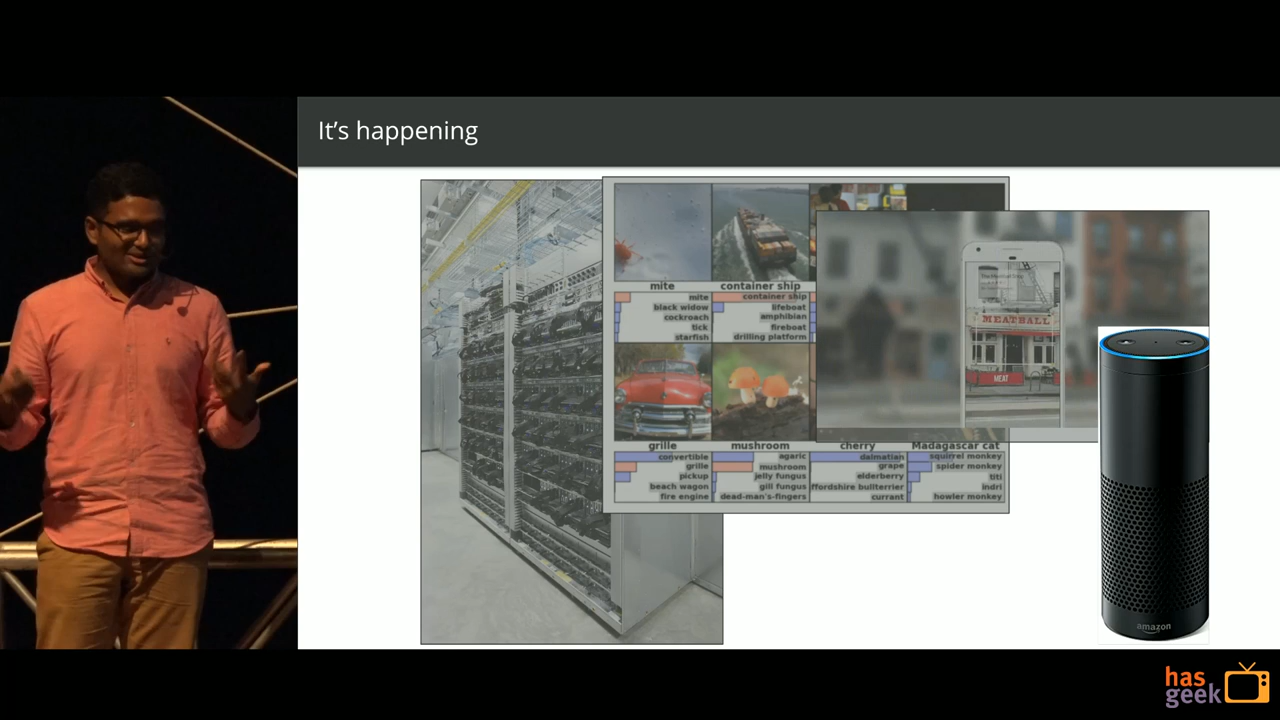 It's happening
mite
container ship
mite
black widow
cockroach
tick
starfish
container ship
lifeboat
amphibian
fireboat
drilling platform
MEATBALL
MEAT
grille
mushroom
cherry
Madagascar cat
convertible
grille
pickup
beach wagon
fire engine
agaric
mushroom
jelly fungus
gill fungus
dead-man's-fingers
dalmatian
grape
elderberry
ffordshire bullterrier
currant
squirrel monkey
spider monkey
titi
indri
howler monkey
amazon
has
geek